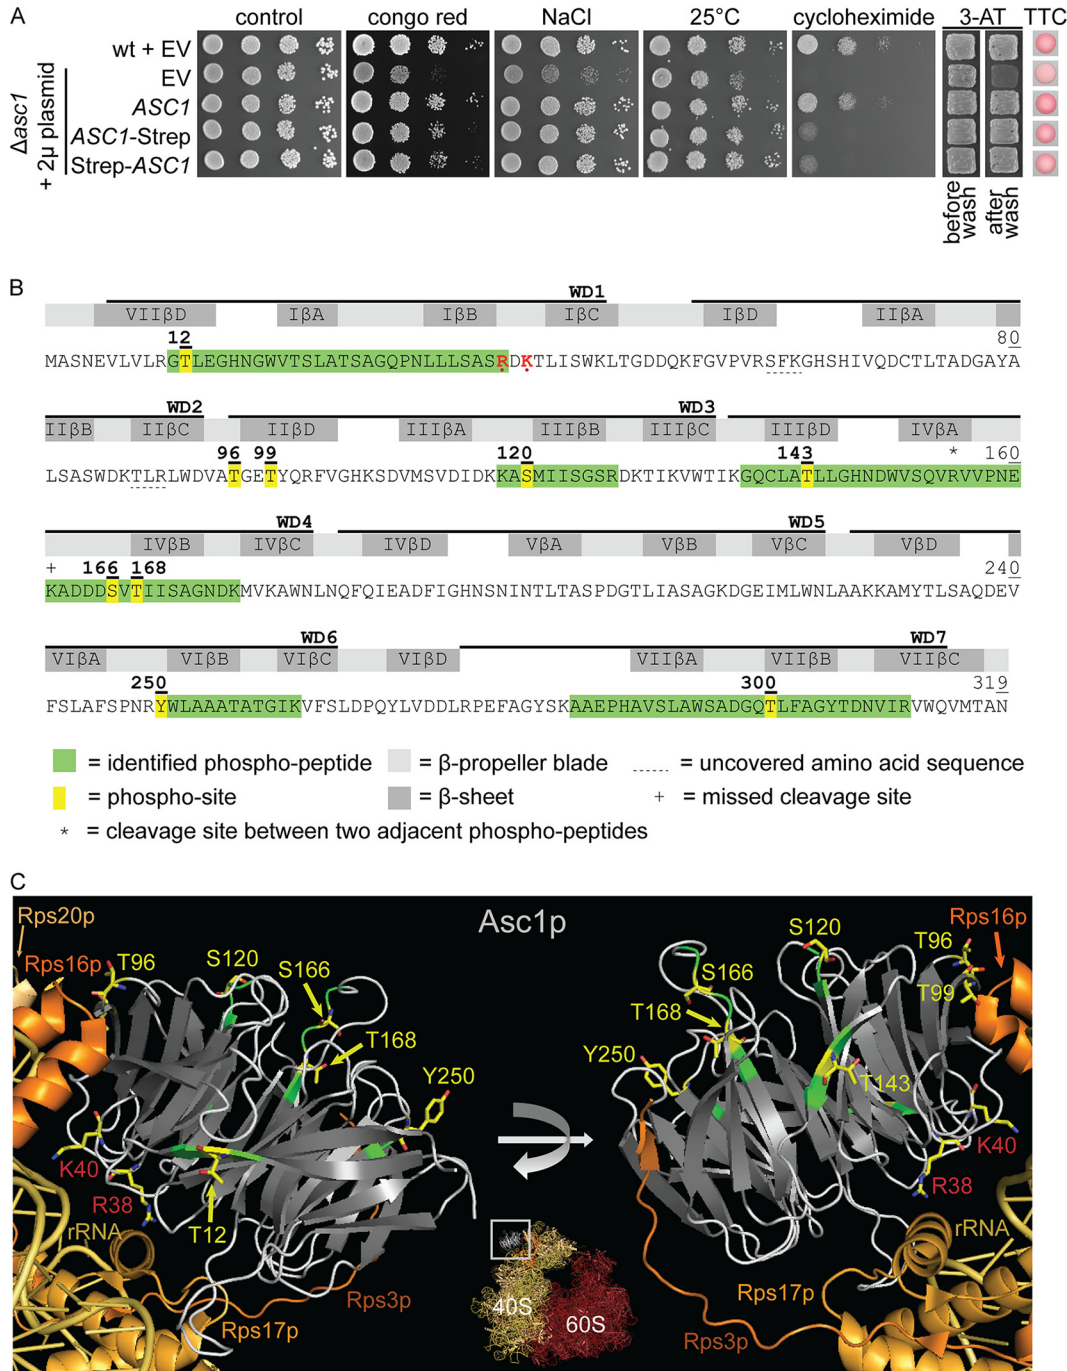 A
control
congo red
NaCl
25°C
cycloheximide
3-AT
TTC
wt + EV
EV
ASC1
ASC1-Strep
Strep-ASC1
Δasc1
+ 2μ plasmid
before wash
after wash
B
WD1
VIIβD IβA IβB IβC IβD IIβA
12 80
MASNEVLVLRGTLEGHNGWVTSLATSAGQPNLLLSASRDKTLISWKLTGDDQKFGVPVRSFKGHSHIVQDCTLTADGAYA
WD2 WD3
IIβB IIβC IIβD IIIβA IIIβB IIIβC IIIβD IVβA
96 99 120 143 * 160
LSASWDKTLRLWDVATGETYQRFVGHKSDVMSVDIDKKASMIISGSRDKTIKVWTIKGQCLATLLGHNDWVSQVRVVPNE
WD4 WD5
IVβB IVβC IVβD VβA VβB VβC VβD
+ 166 168 240
KADDDSVTIISAGNDKMVKAWNLNQFQIEADFIGHNSNINTLTASPDGTLIASAGKDGEIMLWNLAAKKAMYTLSAQDEV
WD6 WD7
VIβA VIβB VIβC VIβD VIIβA VIIβB VIIβC
250 300 319
FSLAFSPNRYWLAAATATGIKVFSLDPQYLVDDLRPEFAGYSKAAEPHAVSLAWSADGQTLFAGYTDNVIRVWQVMTAN
= identified phospho-peptide
= β-propeller blade
= uncovered amino acid sequence
= phospho-site
= β-sheet
+ = missed cleavage site
* = cleavage site between two adjacent phospho-peptides
C
Asc1p
Rps20p
Rps16p
T96
S120
S166
T168
Y250
K40
R38
T12
rRNA
Rps17p
Rps3p
40S
60S
S120
Rps16p
T96
T99
S166
T168
Y250
T143
K40
R38
rRNA
Rps17p
Rps3p